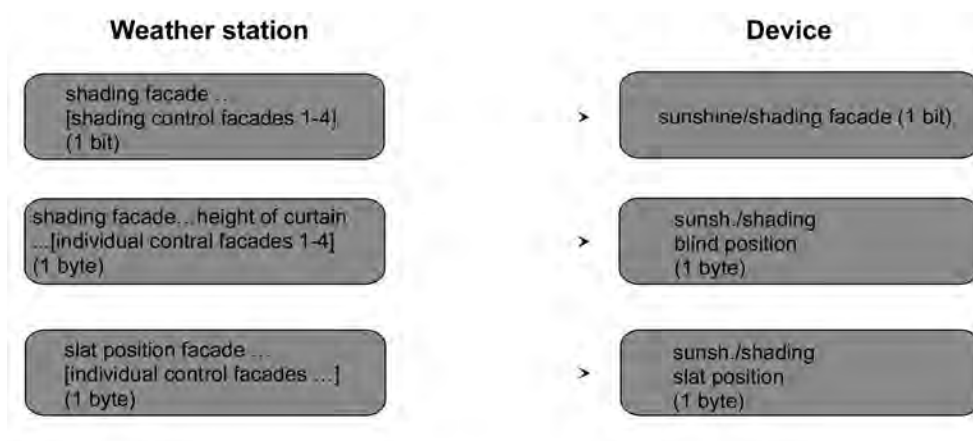 Weather station
Device
shading facade ...
[shading control facades 1-4]
(1 bit)
sunshine/shading facade (1 bit)
shading facade...height of curtain
...[individual contral facades 1-4]
(1 byte)
sunsh./shading
blind position
(1 byte)
slat position facade ...
[individual control facades ...]
(1 byte)
sunsh./shading
slat position
(1 byte)